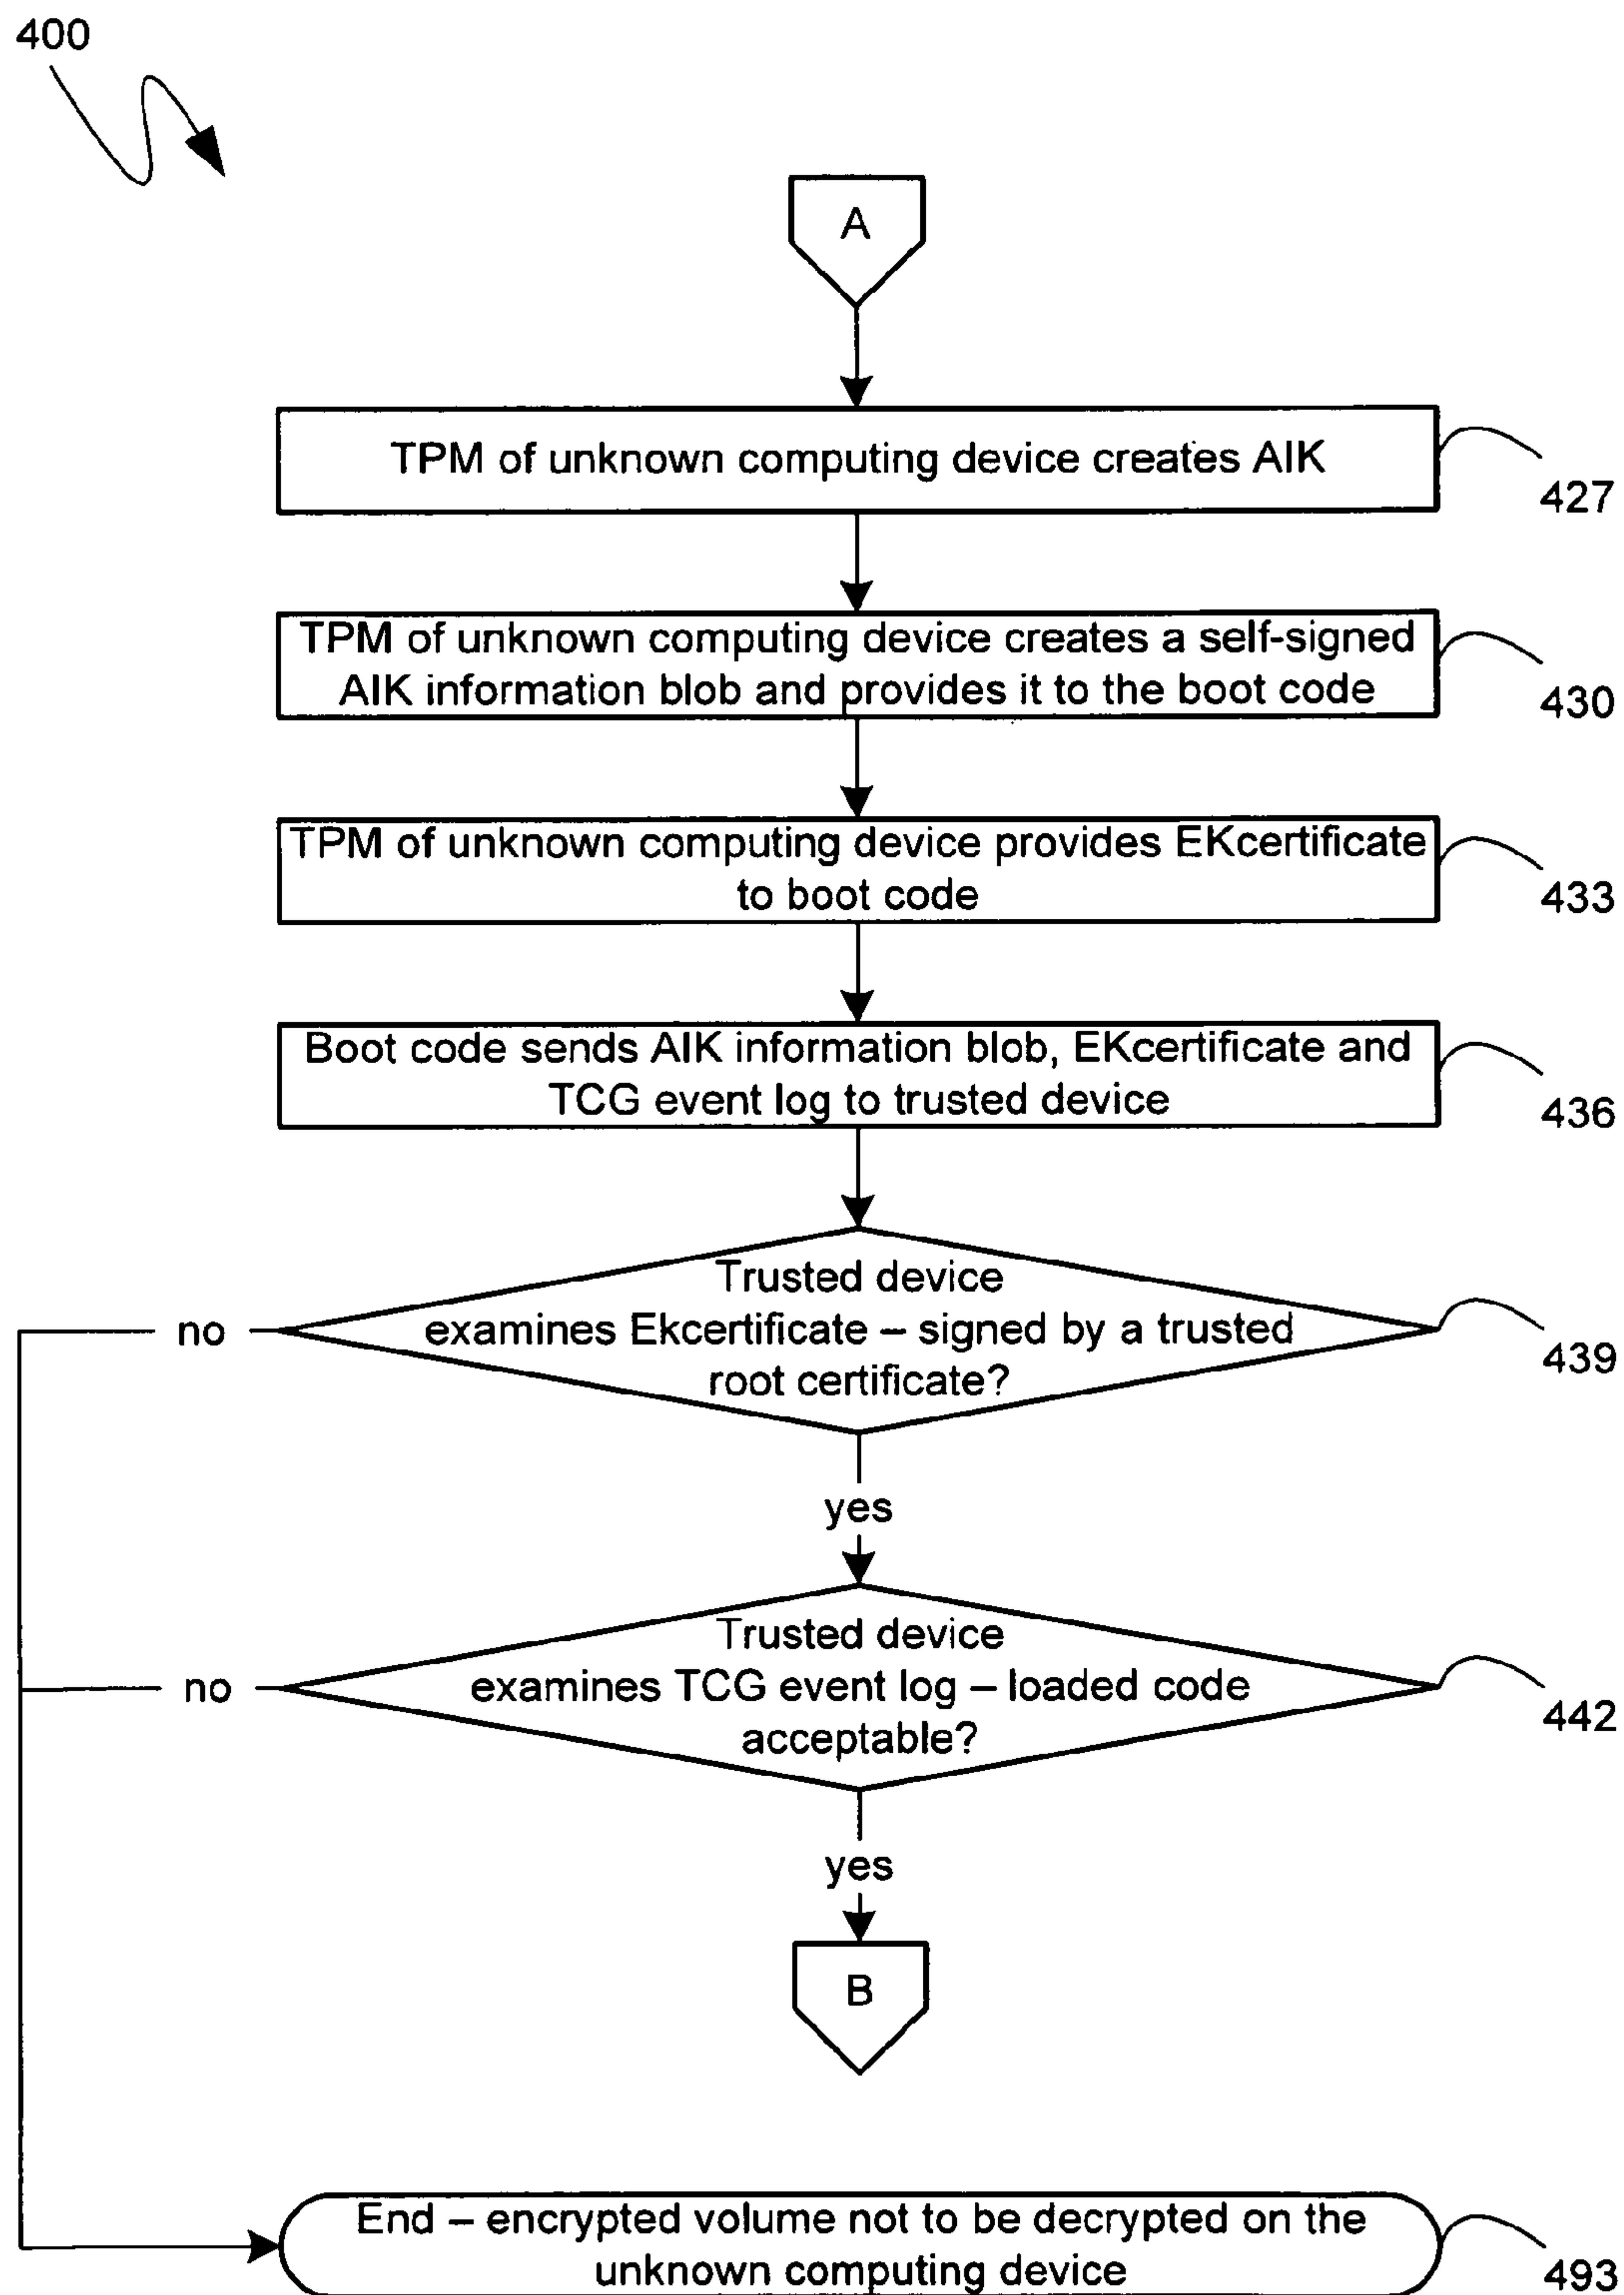 400
A
TPM of unknown computing device creates AIK
427
TPM of unknown computing device creates a self-signed
AIK information blob and provides it to the boot code
430
TPM of unknown computing device provides EKcertificate
to boot code
433
Boot code sends AIK information blob, EKcertificate and
TCG event log to trusted device
436
Trusted device
examines Ekcertificate – signed by a trusted
root certificate?
no
439
yes
Trusted device
examines TCG event log – loaded code
acceptable?
no
442
yes
B
End – encrypted volume not to be decrypted on the
unknown computing device
493